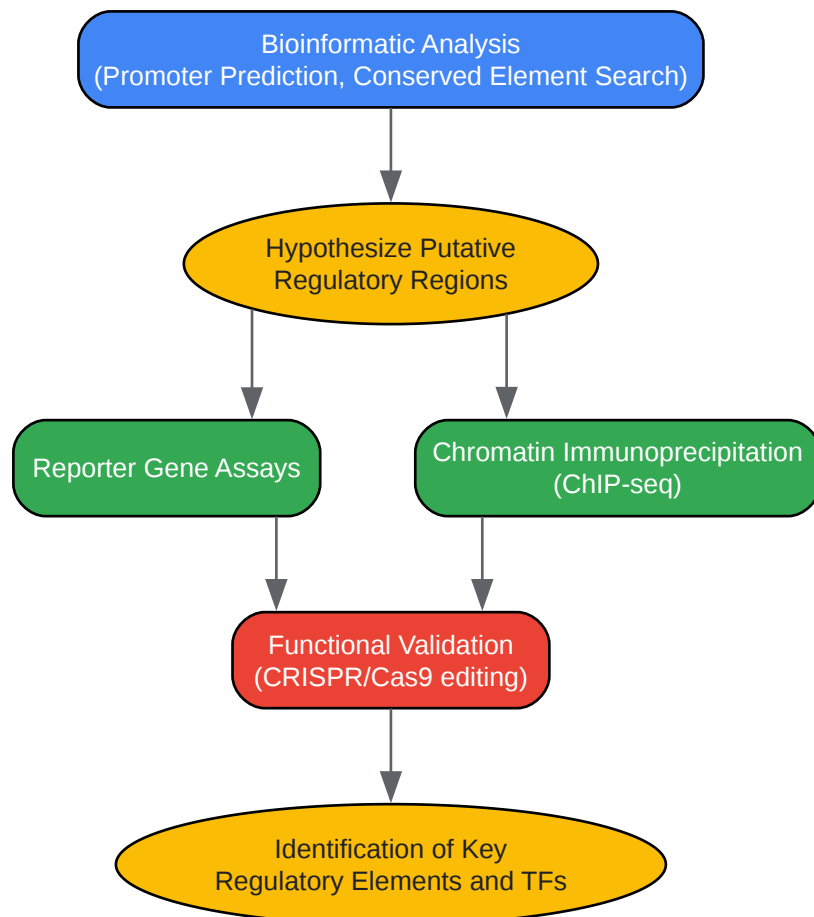 Bioinformatic Analysis
(Promoter Prediction, Conserved Element Search)
Hypothesize Putative
Regulatory Regions
Reporter Gene Assays
Chromatin Immunoprecipitation
(ChIP-seq)
Functional Validation
(CRISPR/Cas9 editing)
Identification of Key
Regulatory Elements and TFs